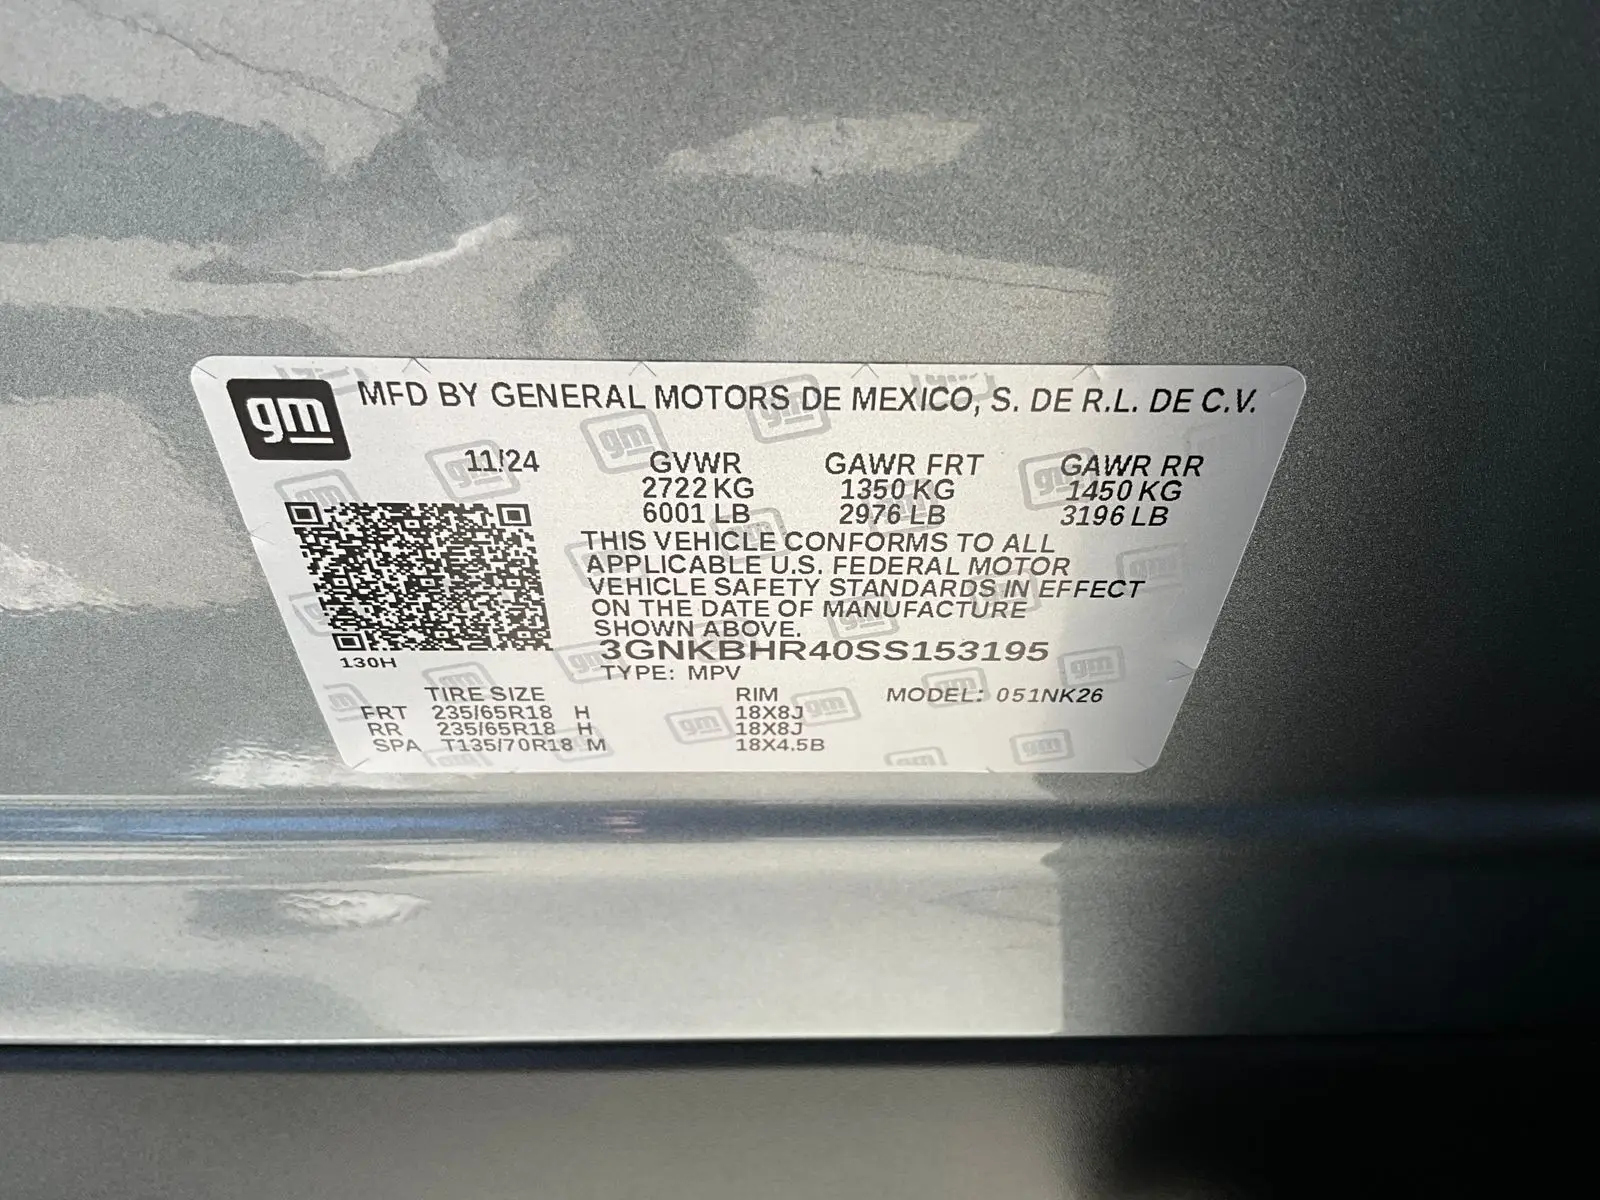 gm MFD BY GENERAL MOTORS DE MEXICO, S. DE R.L. DE C.V.
11/24 GVWR GAWR FRT GAWR RR
2722 KG 1350 KG 1450 KG
6001 LB 2976 LB 3196 LB
THIS VEHICLE CONFORMS TO ALL
APPLICABLE U.S. FEDERAL MOTOR
VEHICLE SAFETY STANDARDS IN EFFECT
ON THE DATE OF MANUFACTURE
SHOWN ABOVE.
3GNKBHR40SS153195
130H
TYPE: MPV
TIRE SIZE RIM MODEL: 051NK26
FRT 235/65R18 H 18X8J
RR 235/65R18 H 18X8J
SPA T135/70R18 M 18X4.5B